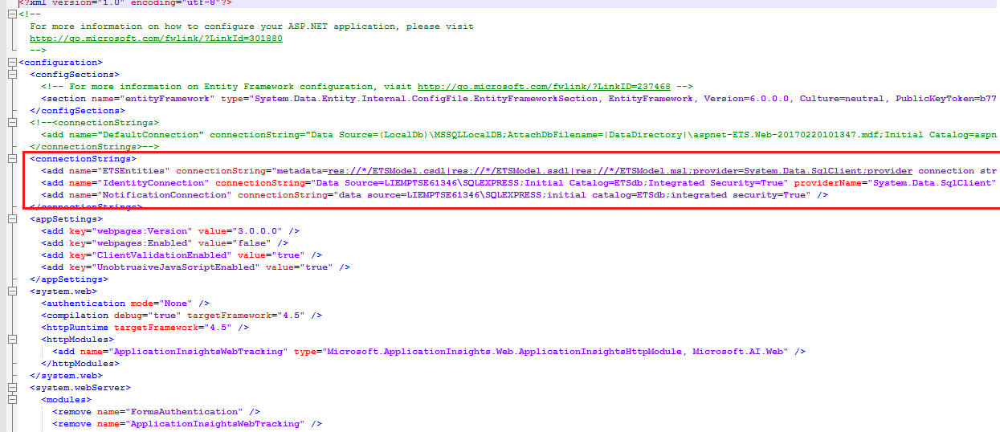 <?xml version="1.0" encoding="utf-8"?>
<!--
For more information on how to configure your ASP.NET application, please visit
http://go.microsoft.com/fwlink/?LinkId=301880
-->
<configuration>
<configSections>
<!-- For more information on Entity Framework configuration, visit http://go.microsoft.com/fwlink/?LinkID=237468 -->
<section name="entityFramework" type="System.Data.Entity.Internal.ConfigFile.EntityFrameworkSection, EntityFramework, Version=6.0.0.0, Culture=neutral, PublicKeyToken=b77
</configSections>
<!--<connectionStrings>
<add name="DefaultConnection" connectionString="Data Source=(LocalDb)\MSSQLLocalDB;AttachDbFilename=|DataDirectory|\aspnet-ETS.Web-20170220101347.mdf;Initial Catalog=aspn
</connectionStrings>-->
<connectionStrings>
<add name="ETSEntities" connectionString="metadata=res://*/ETSModel.csdl|res://*/ETSModel.ssdl|res://*/ETSModel.msl;provider=System.Data.SqlClient;provider connection str
<add name="IdentityConnection" connectionString="Data Source=LIEMPTSE61346\SQLEXPRESS;Initial Catalog=ETSdb;Integrated Security=True" providerName="System.Data.SqlClient"
<add name="NotificationConnection" connectionString="data source=LIEMPTSE61346\SQLEXPRESS;initial catalog=ETSdb;integrated security=True" />
</connectionStrings>
<appSettings>
<add key="webpages:Version" value="3.0.0.0" />
<add key="webpages:Enabled" value="false" />
<add key="ClientValidationEnabled" value="true" />
<add key="UnobtrusiveJavaScriptEnabled" value="true" />
</appSettings>
<system.web>
<authentication mode="None" />
<compilation debug="true" targetFramework="4.5" />
<httpRuntime targetFramework="4.5" />
<httpModules>
<add name="ApplicationInsightsWebTracking" type="Microsoft.ApplicationInsights.Web.ApplicationInsightsHttpModule, Microsoft.AI.Web" />
</httpModules>
</system.web>
<system.webServer>
<modules>
<remove name="FormsAuthentication" />
<remove name="ApplicationInsightsWebTracking" />